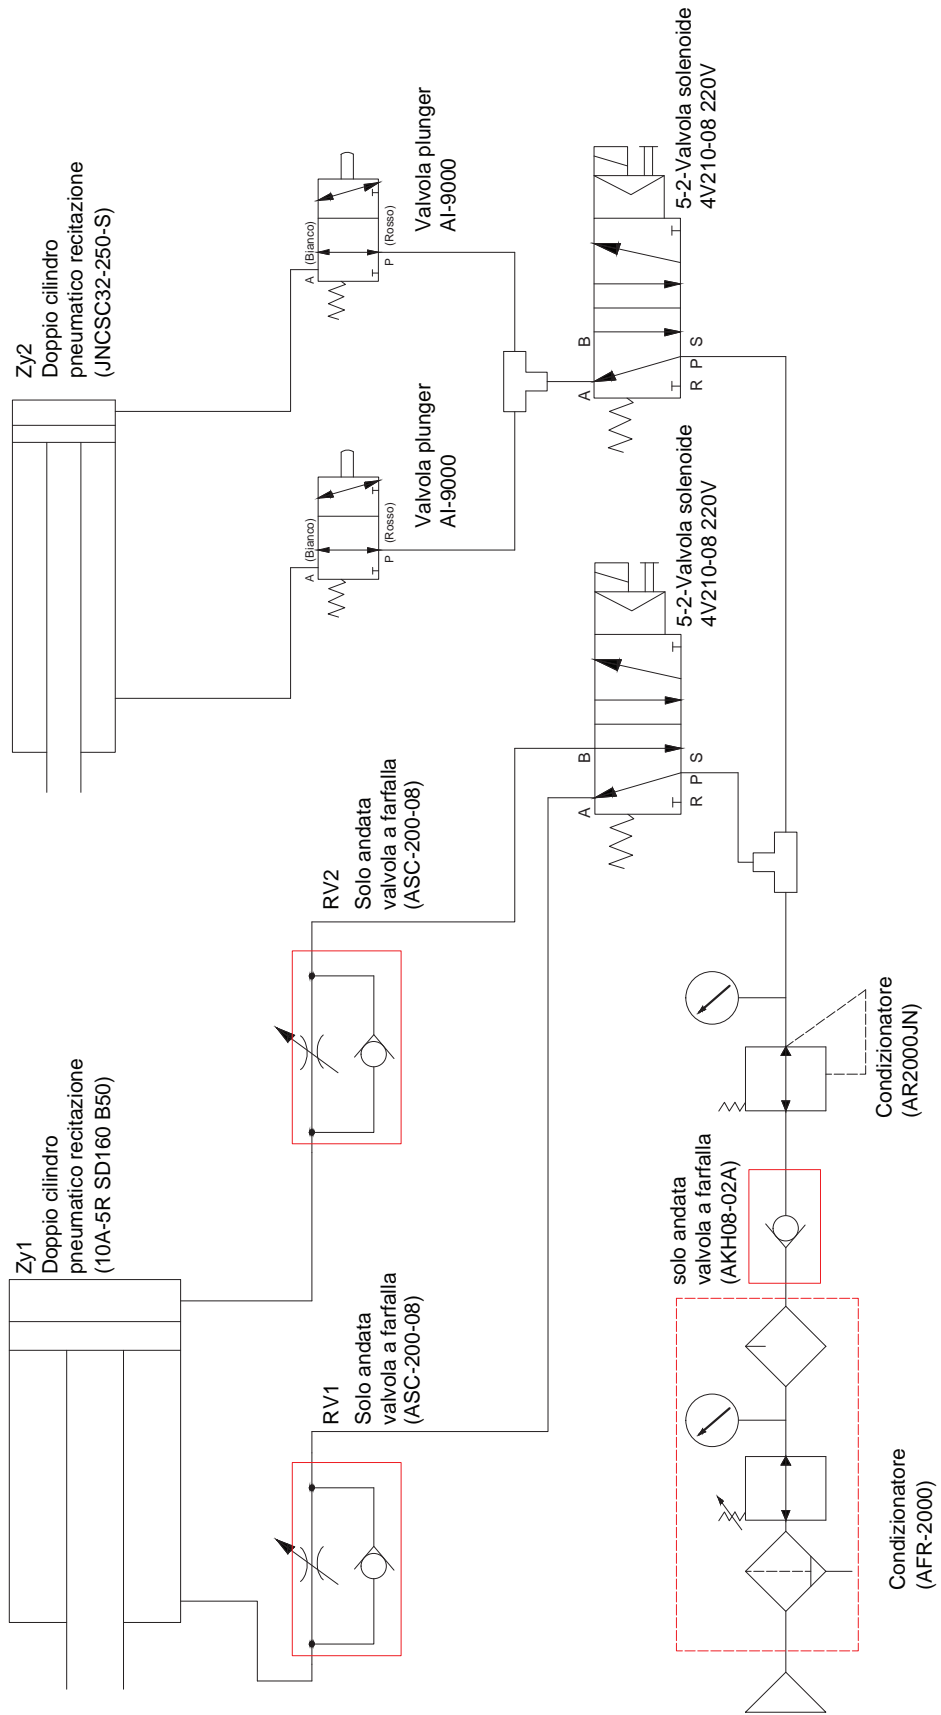 Zy1
Doppio cilindro
pneumatico recitazione
(10A-5R SD160 B50)
Zy2
Doppio cilindro
pneumatico recitazione
(JNCSC32-250-S)
RV1
Solo andata
valvola a farfalla
(ASC-200-08)
RV2
Solo andata
valvola a farfalla
(ASC-200-08)
A (Bianco)
P (Rosso)
Valvola plunger
AI-9000
A (Bianco)
P (Rosso)
Valvola plunger
AI-9000
A B
R P S
5-2-Valvola solenoide
4V210-08 220V
A B
R P S
5-2-Valvola solenoide
4V210-08 220V
solo andata
valvola a farfalla
(AKH08-02A)
Condizionatore
(AFR-2000)
Condizionatore
(AR2000JN)